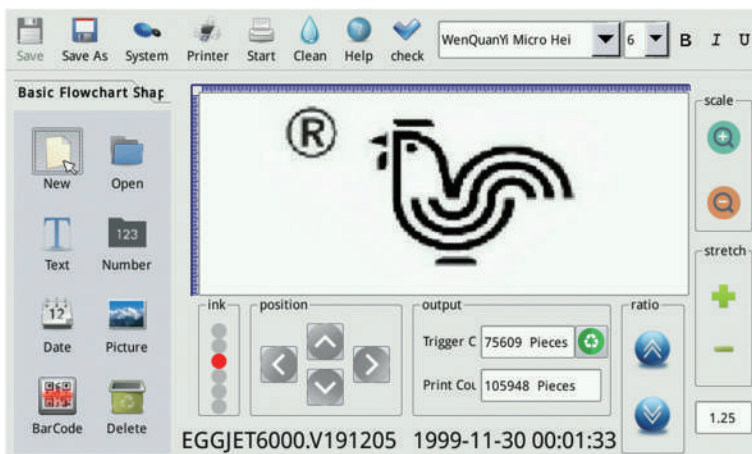 Save Save As System Printer Start Clean Help check WenQuanYi Micro Hei 6 B I U
Basic Flowchart Shap
®
scale
New Open
Text 123 Number
stretch
ink position output ratio
12 Date Picture
Trigger C 75609 Pieces
Print Cou 105948 Pieces
BarCode Delete
1.25
EGGJET6000.V191205 1999-11-30 00:01:33